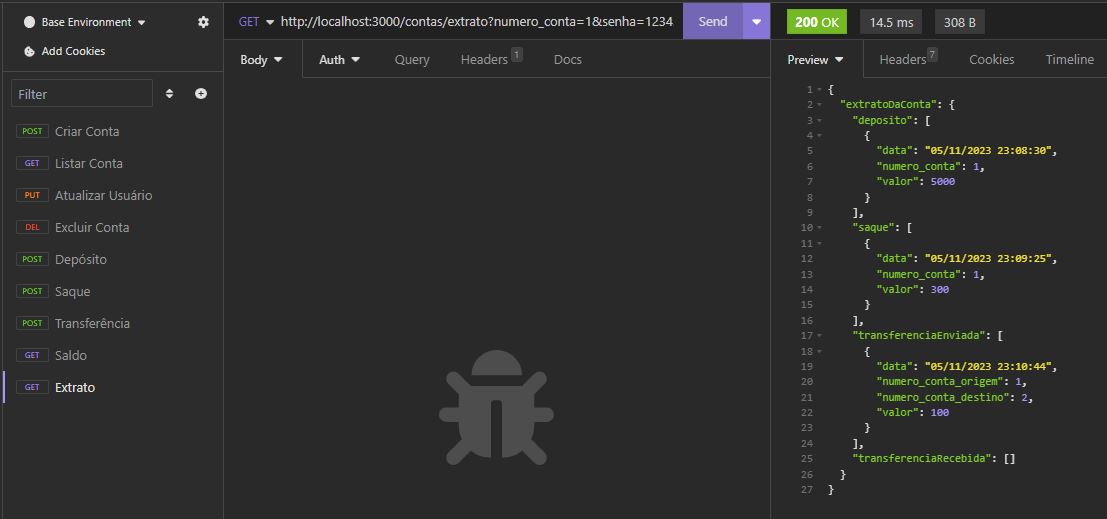 Base Environment
Add Cookies
Filter
POST Criar Conta
GET Listar Conta
PUT Atualizar Usuário
DEL Excluir Conta
POST Depósito
POST Saque
POST Transferência
GET Saldo
GET Extrato
GET http://localhost:3000/contas/extrato?numero_conta=1&senha=1234 Send
Body Auth Query Headers 1 Docs
200 OK 14.5 ms 308 B
Preview Headers 7 Cookies Timeline
1 {
2 "extratoDaConta": {
3 "deposito": [
4 {
5 "data": "05/11/2023 23:08:30",
6 "numero_conta": 1,
7 "valor": 5000
8 }
9 ],
10 "saque": [
11 {
12 "data": "05/11/2023 23:09:25",
13 "numero_conta": 1,
14 "valor": 300
15 }
16 ],
17 "transferenciaEnviada": [
18 {
19 "data": "05/11/2023 23:10:44",
20 "numero_conta_origem": 1,
21 "numero_conta_destino": 2,
22 "valor": 100
23 }
24 ],
25 "transferenciaRecebida": []
26 }
27 }